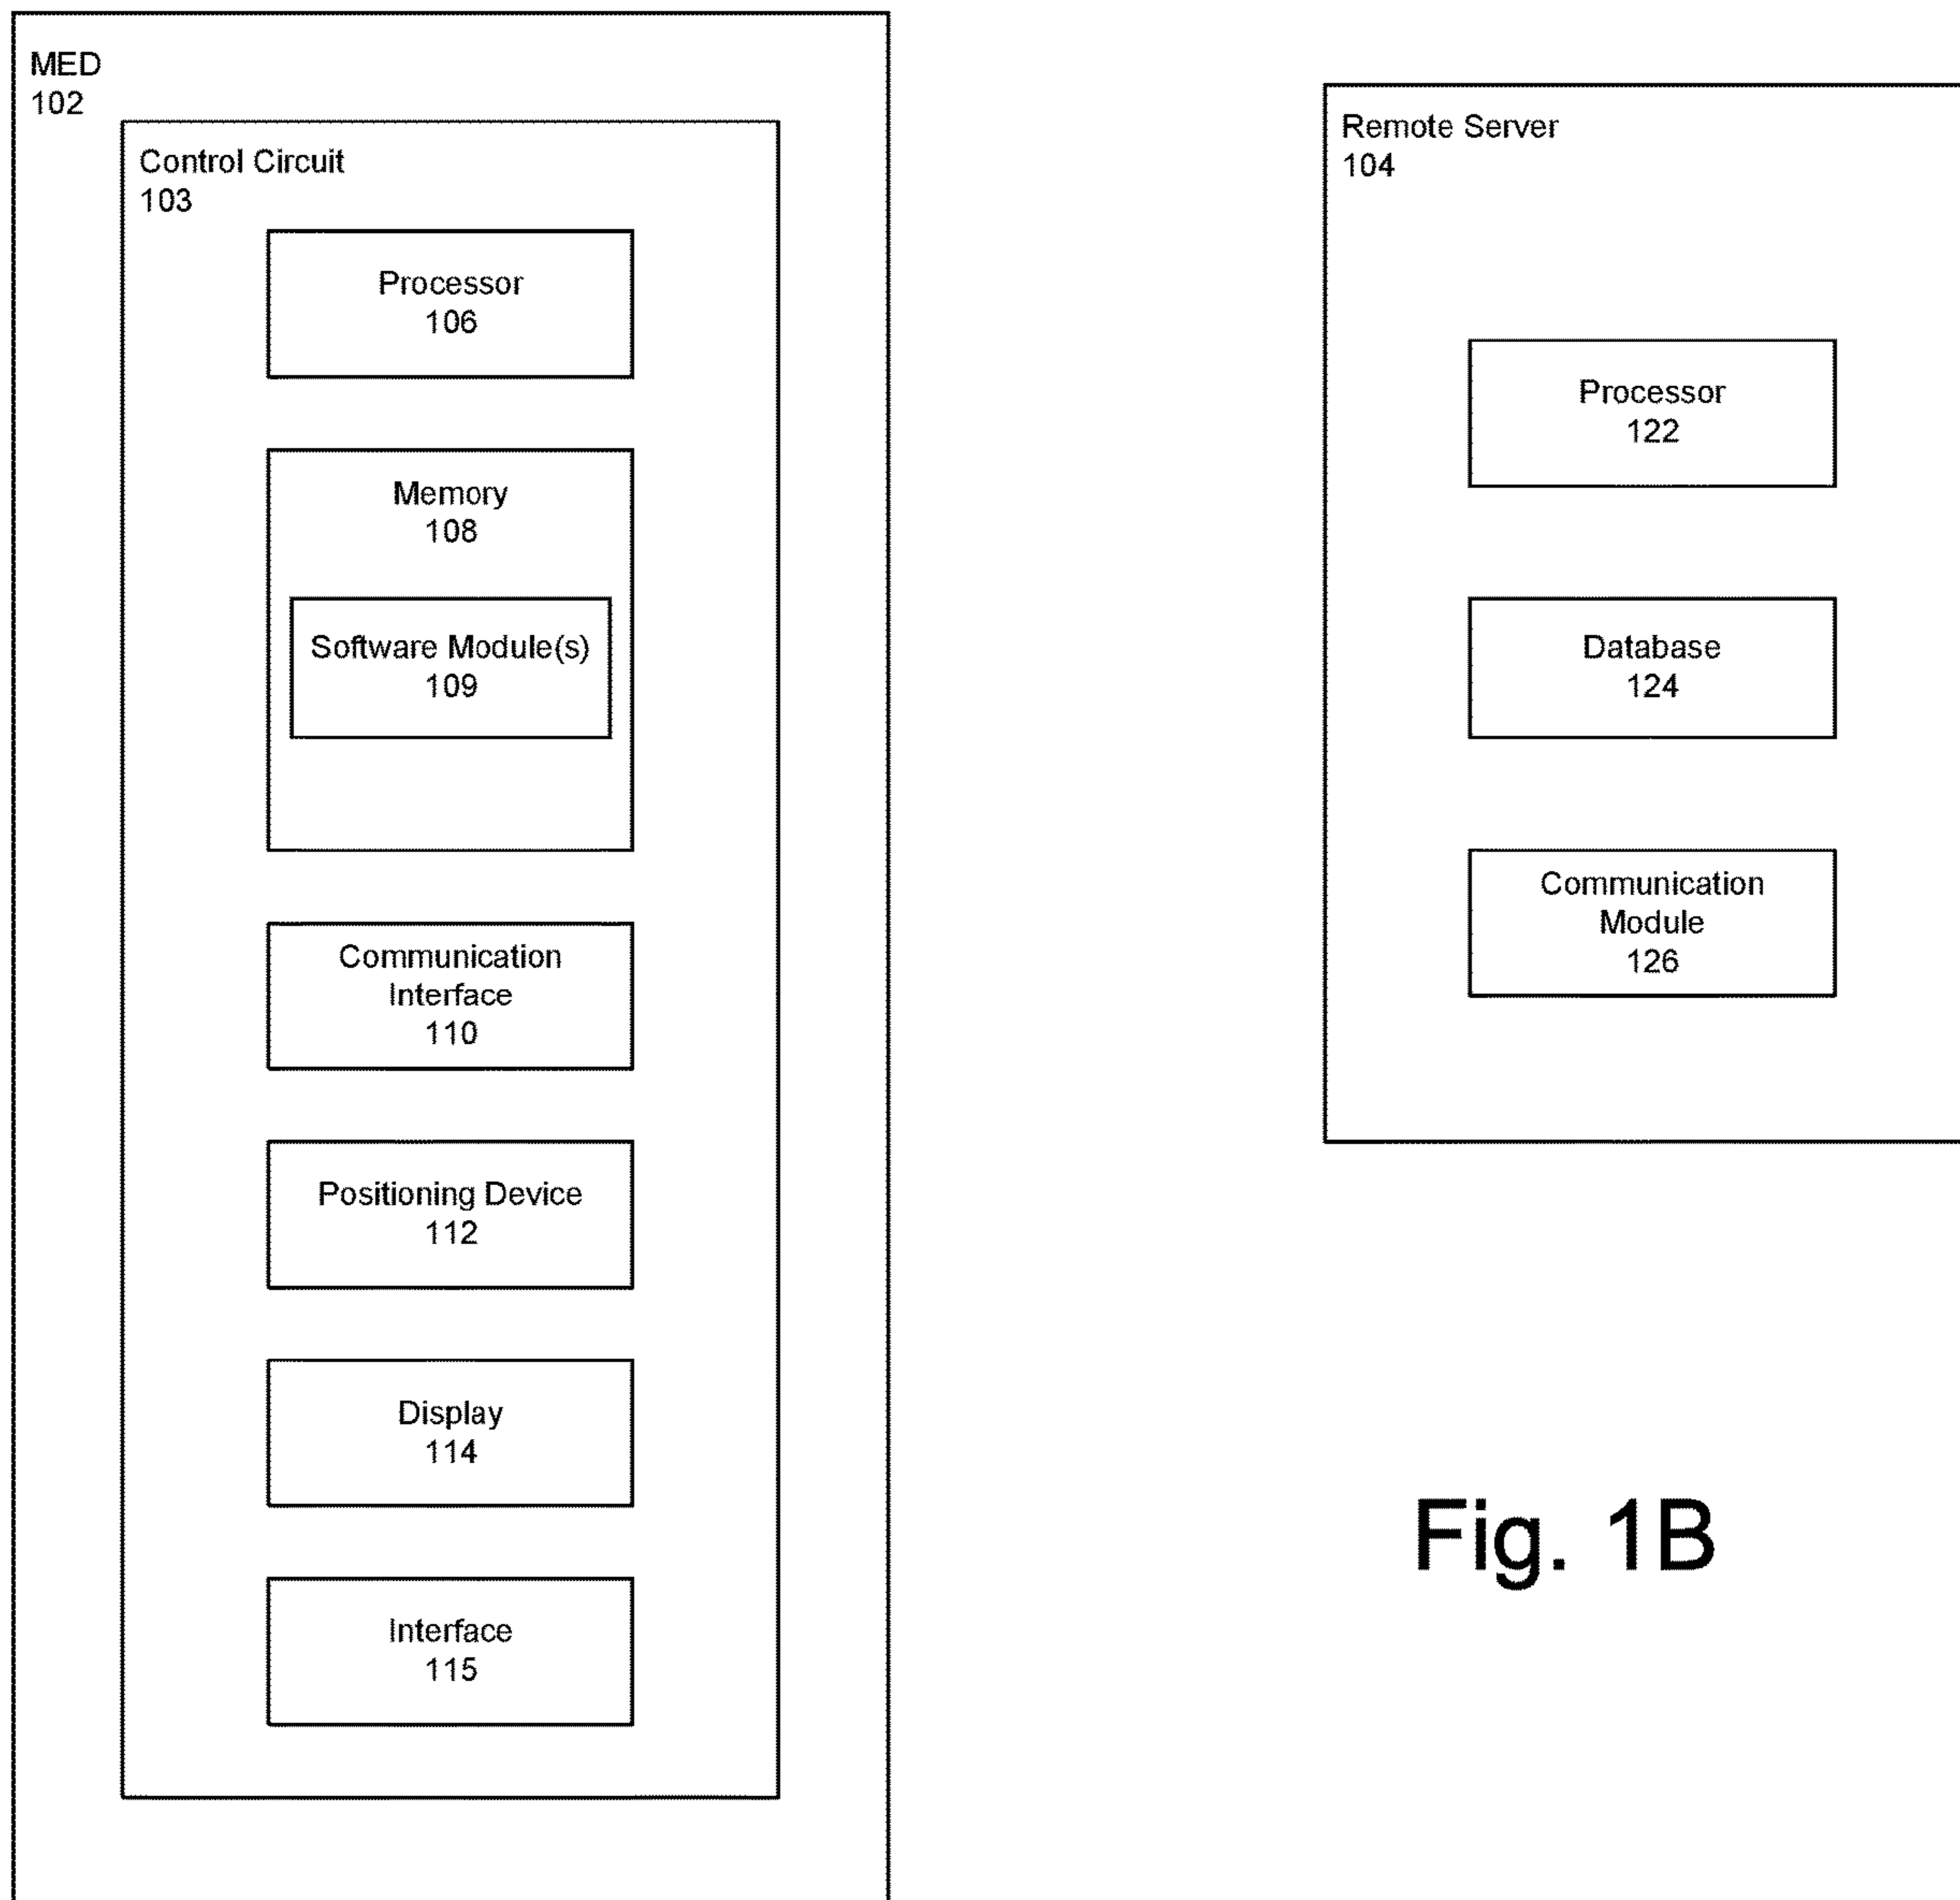 MED
102
Control Circuit
103
Processor
106
Memory
108
Software Module(s)
109
Communication
Interface
110
Positioning Device
112
Display
114
Interface
115
Remote Server
104
Processor
122
Database
124
Communication
Module
126
Fig. 1B